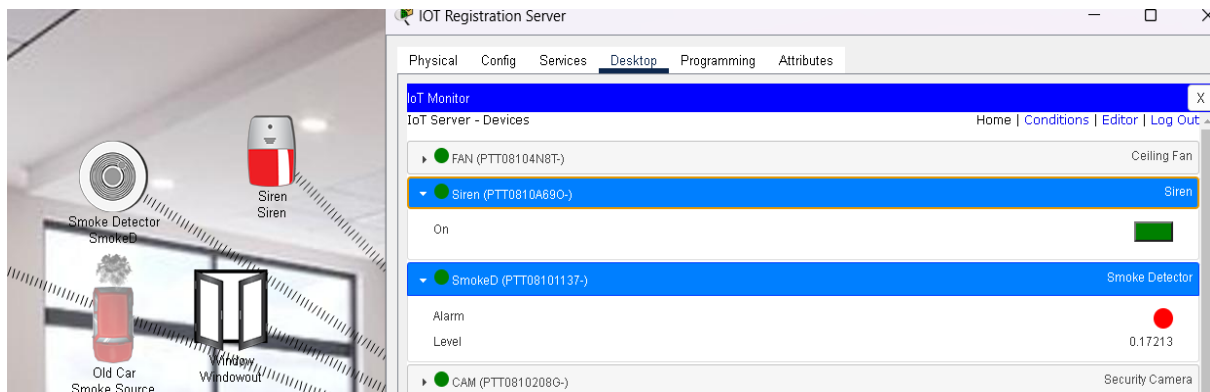 IOT Registration Server
Physical Config Services Desktop Programming Attributes
IoT Monitor X
IoT Server - Devices Home | Conditions | Editor | Log Out
FAN (PTT08104N8T-) Ceiling Fan
Siren (PTT0810A69O-) Siren
On
SmokeD (PTT08101137-) Smoke Detector
Alarm
Level 0.17213
CAM (PTT0810208G-) Security Camera
Siren
Siren
Smoke Detector
SmokeD
Window
Windowout
Old Car
Smoke Source